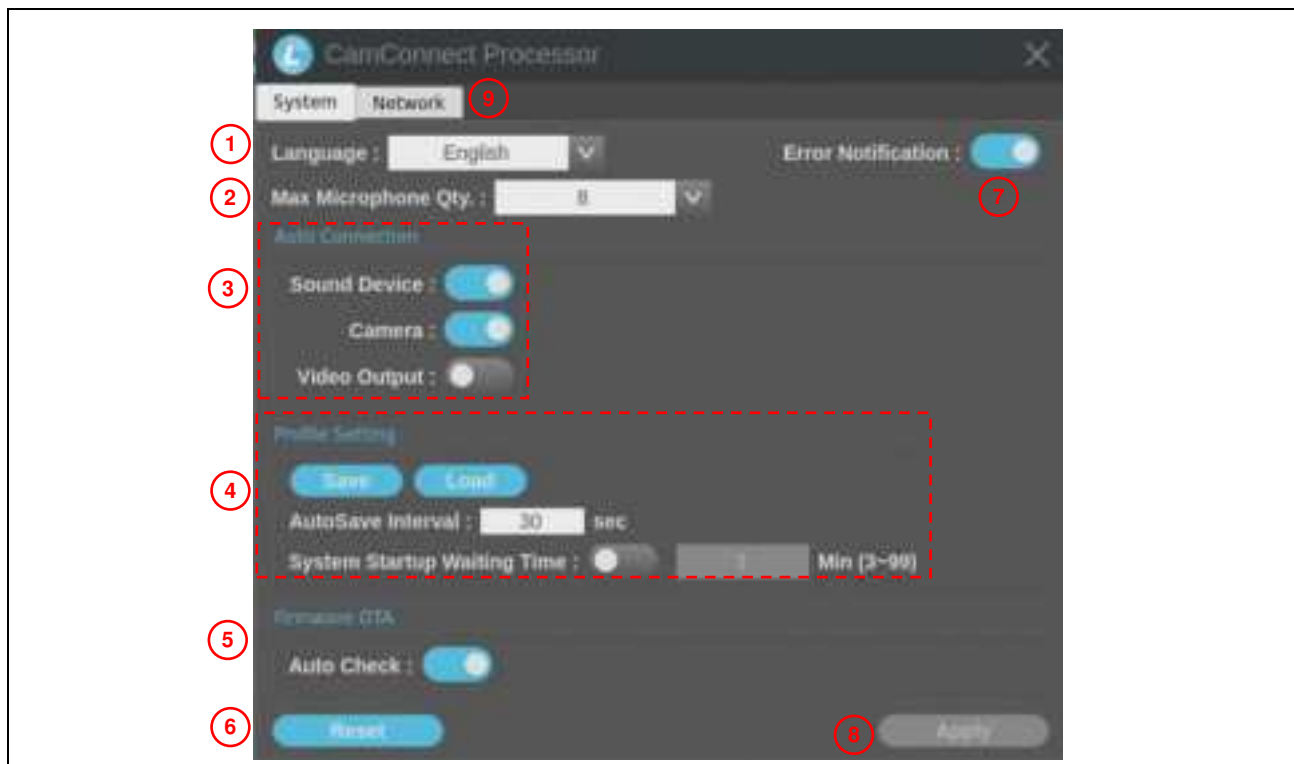 CamConnect Processor
System Network 9
1 Language : English Error Notification :
2 Max Microphone Qty. : 8 7
Auto Connection
3 Sound Device :
Camera :
Video Output :
Profile Setting
4 Save Load
AutoSave Interval : 30 sec
System Startup Waiting Time : 3 Min (3~99)
Firmware OTA
5 Auto Check :
6 Reset 8 Apply